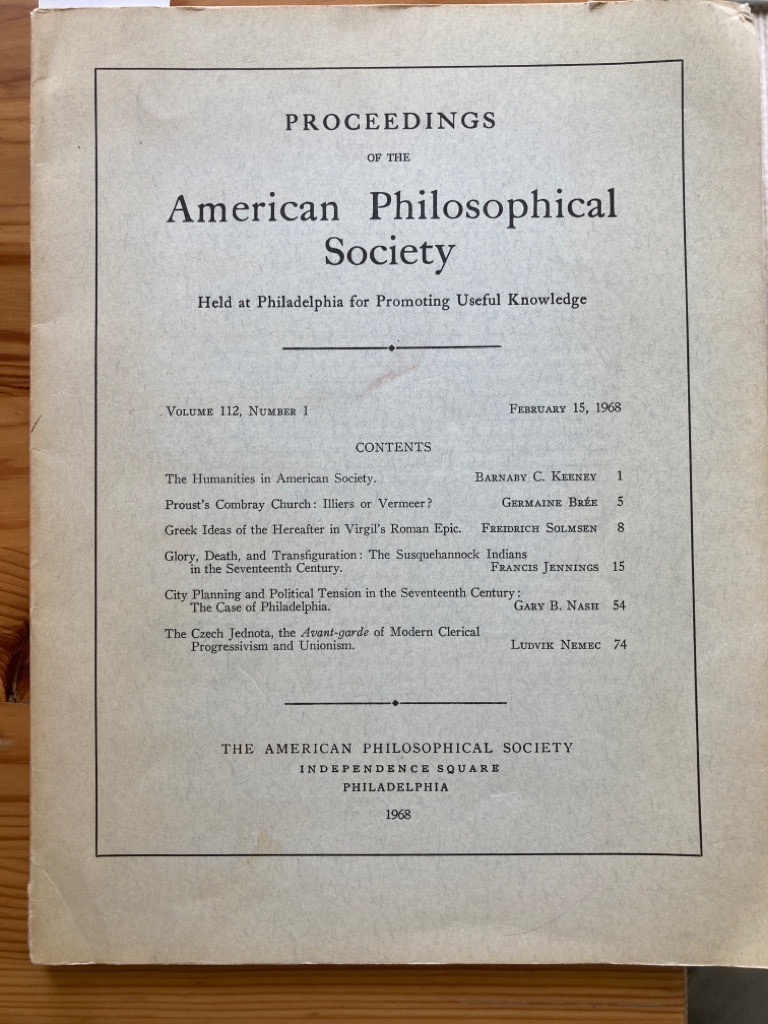 PROCEEDINGS
OF THE
American Philosophical
Society
Held at Philadelphia for Promoting Useful Knowledge
Volume 112, Number 1 February 15, 1968
CONTENTS
The Humanities in American Society. Barnaby C. Keeney 1
Proust's Combray Church: Illiers or Vermeer? Germaine Brée 5
Greek Ideas of the Hereafter in Virgil's Roman Epic. Freidrich Solmsen 8
Glory, Death, and Transfiguration: The Susquehannock Indians
in the Seventeenth Century. Francis Jennings 15
City Planning and Political Tension in the Seventeenth Century:
The Case of Philadelphia. Gary B. Nash 54
The Czech Jednota, the Avant-garde of Modern Clerical
Progressivism and Unionism. Ludvik Nemec 74
THE AMERICAN PHILOSOPHICAL SOCIETY
INDEPENDENCE SQUARE
PHILADELPHIA
1968